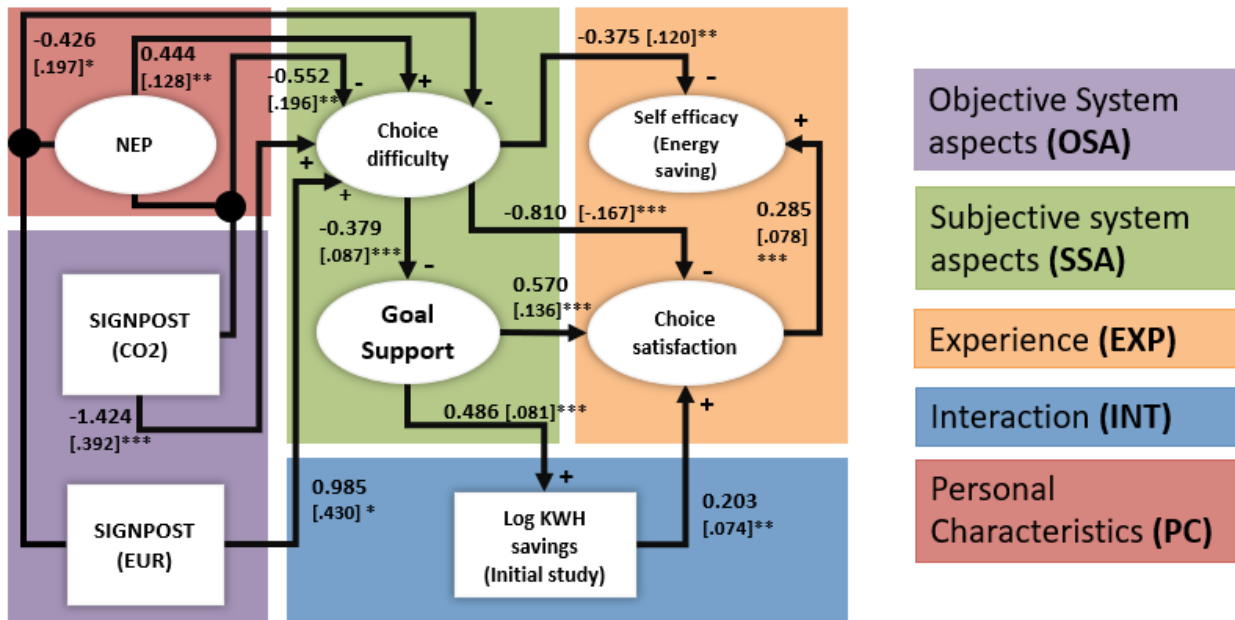 -0.426
[.197]*
0.444
[.128]**
-0.552
[.196]**
-
+
-
-0.375 [.120]**
-
NEP
Choice
difficulty
Self efficacy
(Energy
saving)
+
+
+
-0.810 [-.167]***
0.285
[.078]
***
-0.379
[.087]***
-
-
SIGNPOST
(CO2)
Goal
Support
0.570
[.136]***
Choice
satisfaction
-1.424
[.392]***
0.486 [.081]***
+
SIGNPOST
(EUR)
0.985
[.430] *
+
Log KWH
savings
(Initial study)
0.203
[.074]**
Objective System
aspects (OSA)
Subjective system
aspects (SSA)
Experience (EXP)
Interaction (INT)
Personal
Characteristics (PC)